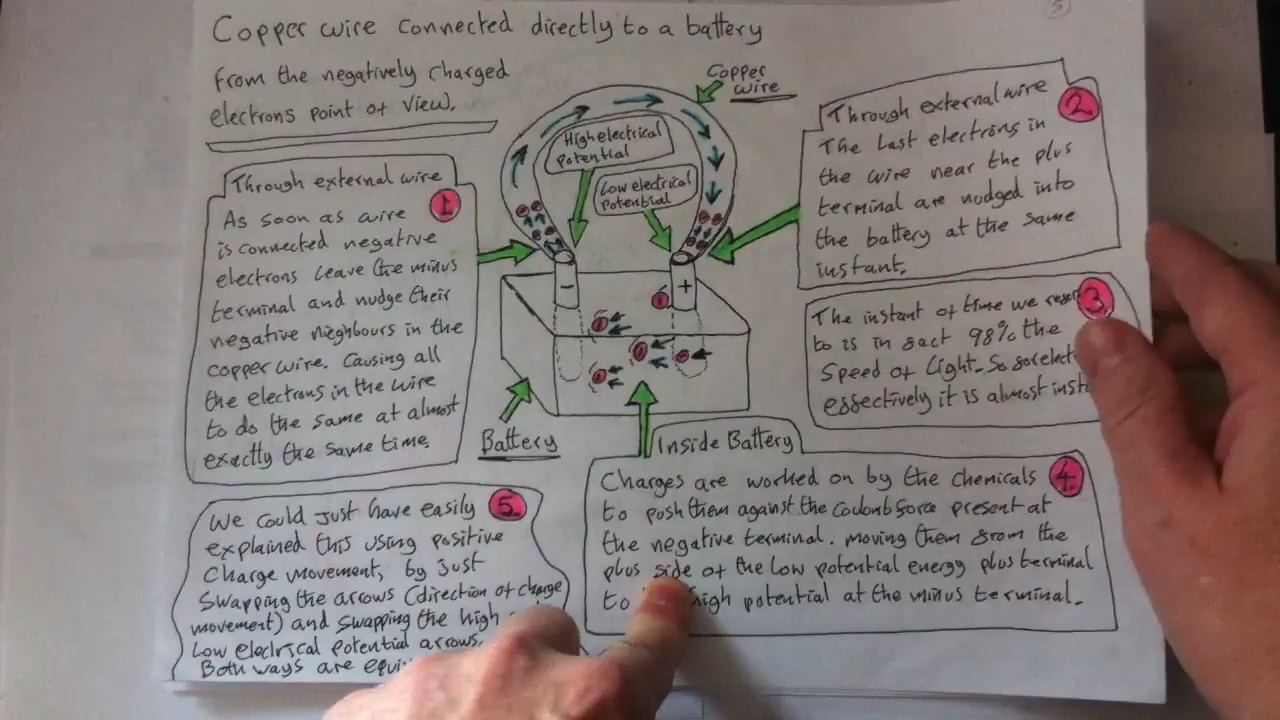 5
Copper wire connected directly to a battery
From the negatively charged
electrons point of view.
Copper
wire
High electrical
potential
Low electrical
potential
Through external wire
1
As soon as wire
is connected negative
electrons leave the minus
terminal and nudge their
negative nieghbours in the
copper wire. Causing all
the electrons in the wire
to do the same at almost
exactly the same time.
Through external wire
2
The last electrons in
the wire near the plus
terminal are nudged into
the battery at the same
instant.
3
The instant of time we
to is in fact 98% the
Speed of Light. So
effectively it is almost
-
+
Battery
Inside Battery
4
Charges are worked on by the chemicals
to push them against the Coulonb force present at
the negative terminal. moving them from the
plus side of the low potential energy plus terminal
to high potential at the minus terminal.
5
We could just have easily
explained this using positive
Charge movement, by just
Swapping the arrows (direction of charge
movement) and swapping the high
Low electrical potential arrows.
Both ways are